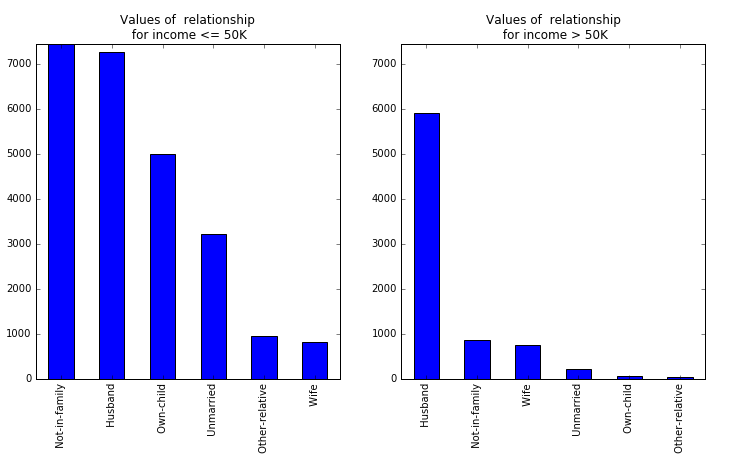 Values of relationship
for income <= 50K
7000
6000
5000
4000
3000
2000
1000
0
Not-in-family
Husband
Own-child
Unmarried
Other-relative
Wife
Values of relationship
for income > 50K
7000
6000
5000
4000
3000
2000
1000
0
Husband
Not-in-family
Wife
Unmarried
Own-child
Other-relative